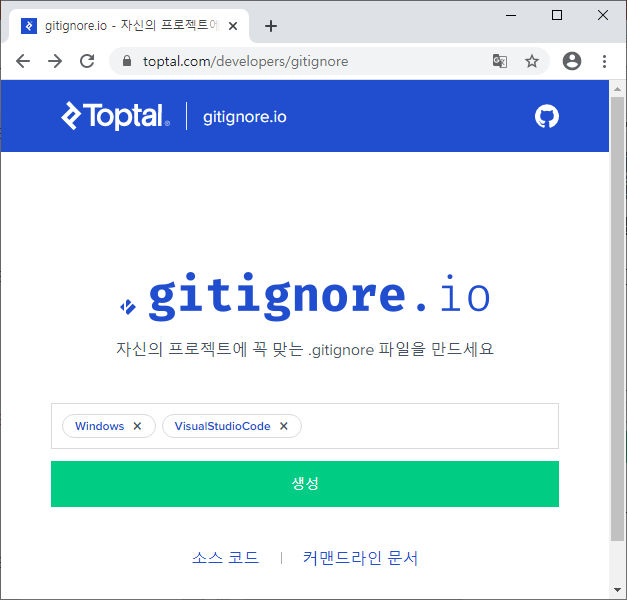 gitignore.io - 자신의 프로젝트에
toptal.com/developers/gitignore
Toptal® gitignore.io
.gitignore.io
자신의 프로젝트에 꼭 맞는 .gitignore 파일을 만드세요
Windows VisualStudioCode
생성
소스 코드 | 커맨드라인 문서